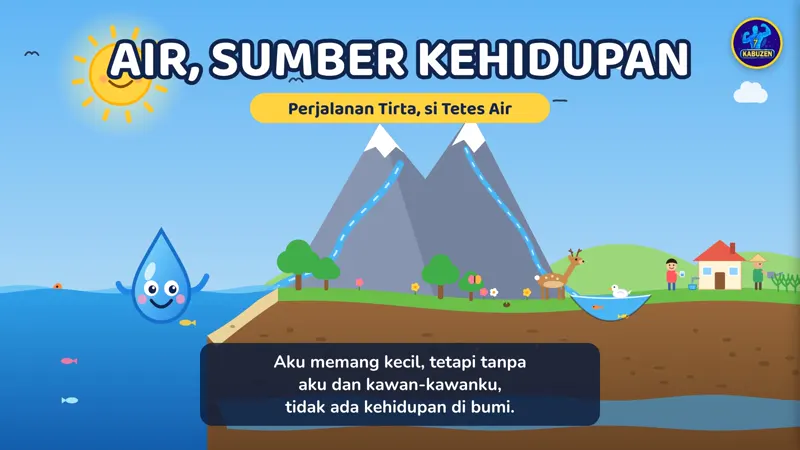 AIR, SUMBER KEHIDUPAN
KABUZEN
Perjalanan Tirta, si Tetes Air
Aku memang kecil, tetapi tanpa
aku dan kawan-kawanku,
tidak ada kehidupan di bumi.